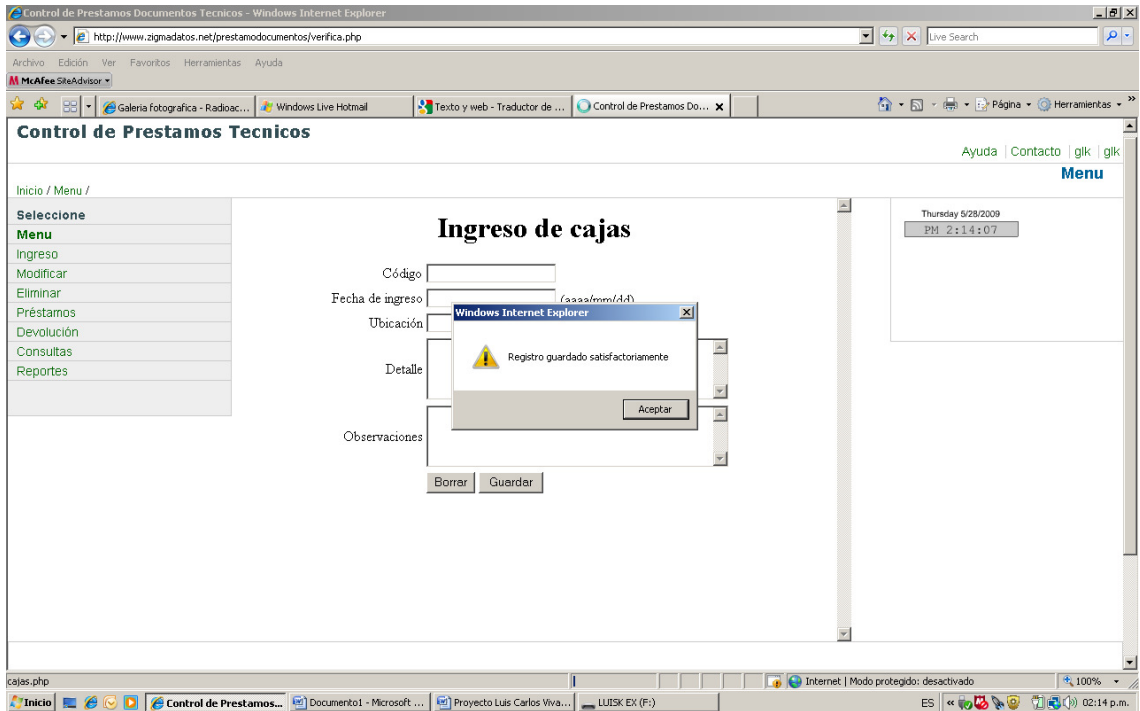 Control de Prestamos Documentos Tecnicos - Windows Internet Explorer
http://www.zigmadatos.net/prestamodocumentos/verifica.php
Live Search
Archivo Edición Ver Favoritos Herramientas Ayuda
McAfee SiteAdvisor
Galeria fotografica - Radioac... Windows Live Hotmail Texto y web - Traductor de ... Control de Prestamos Do... Página Herramientas
Control de Prestamos Tecnicos
Ayuda | Contacto | glk | glk
Menu
Inicio / Menu /
Seleccione
Menu
Ingreso
Modificar
Eliminar
Préstamos
Devolución
Consultas
Reportes
Ingreso de cajas
Código
Fecha de ingreso (aaaa/mm/dd)
Ubicación
Detalle
Observaciones
Borrar Guardar
Windows Internet Explorer
Registro guardado satisfactoriamente
Aceptar
Thursday 5/28/2009
PM 2:14:07
cajas.php
Internet | Modo protegido: desactivado 100%
Inicio Control de Prestamos... Documento1 - Microsoft ... Proyecto Luis Carlos Viva... LUISK EX (F:) ES 02:14 p.m.